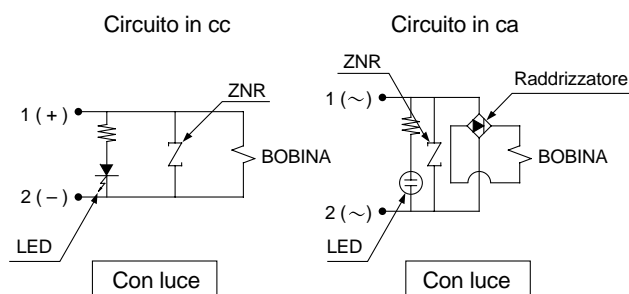 Circuito in cc
ZNR
1 (+)
BOBINA
2 (−)
LED
Con luce
Circuito in ca
ZNR
Raddrizzatore
1 (∼)
BOBINA
2 (∼)
LED
Con luce